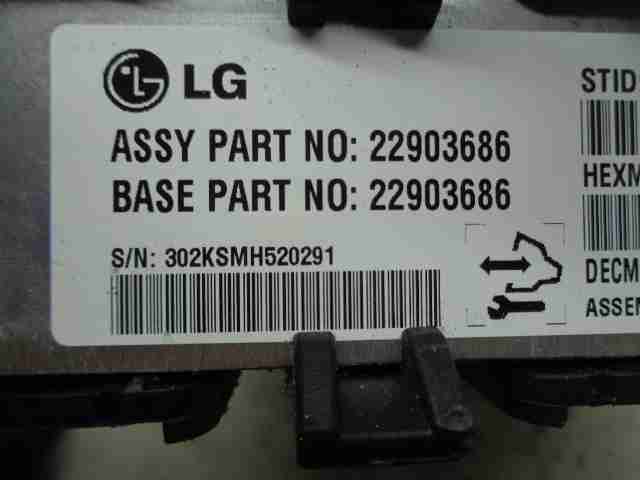 LG
ASSY PART NO: 22903686
BASE PART NO: 22903686
S/N: 302KSMH520291
STID
HEXM
DECM
ASSEM